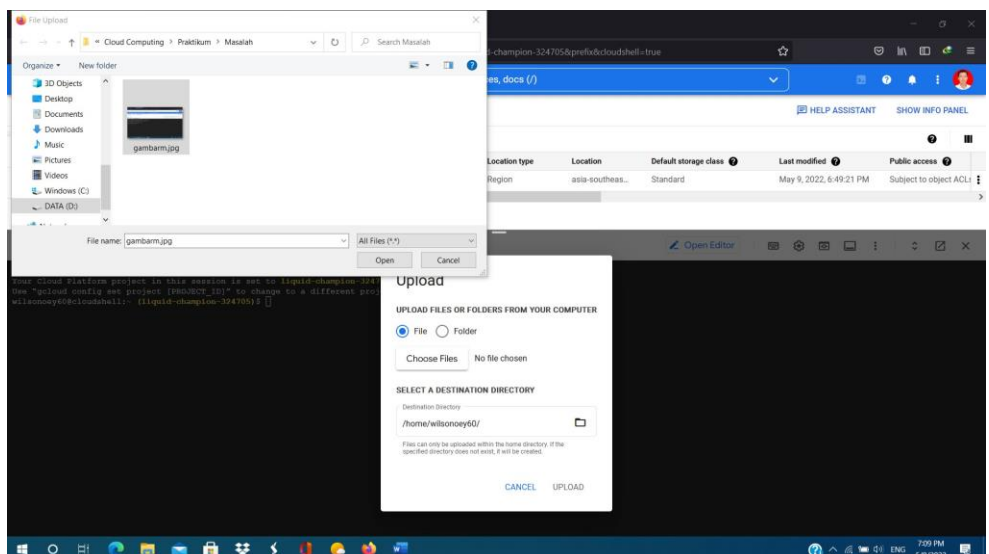 File Upload
Cloud Computing > Praktikum > Masalah
Search Masalah
Organize
New folder
3D Objects
Desktop
Documents
Downloads
Music
Pictures
Videos
Windows (C:)
DATA (D:)
gambarm.jpg
File name: gambarm.jpg
All Files (*.*)
Open
Cancel
d-champion-324705&prefix&cloudshell=true
es, docs (/)
HELP ASSISTANT
SHOW INFO PANEL
Location type
Location
Default storage class
Last modified
Public access
Region
asia-southeas...
Standard
May 9, 2022, 6:49:21 PM
Subject to object ACLs
Open Editor
Your Cloud Platform project in this session is set to liquid-champion-3247
Use "gcloud config set project [PROJECT_ID]" to change to a different proj
wilsonoey60@cloudshell:~ (liquid-champion-324705)$
Upload
UPLOAD FILES OR FOLDERS FROM YOUR COMPUTER
File
Folder
Choose Files
No file chosen
SELECT A DESTINATION DIRECTORY
Destination Directory
/home/wilsonoey60/
Files can only be uploaded within the home directory. If the
specified directory does not exist, it will be created.
CANCEL
UPLOAD
ENG
7:09 PM